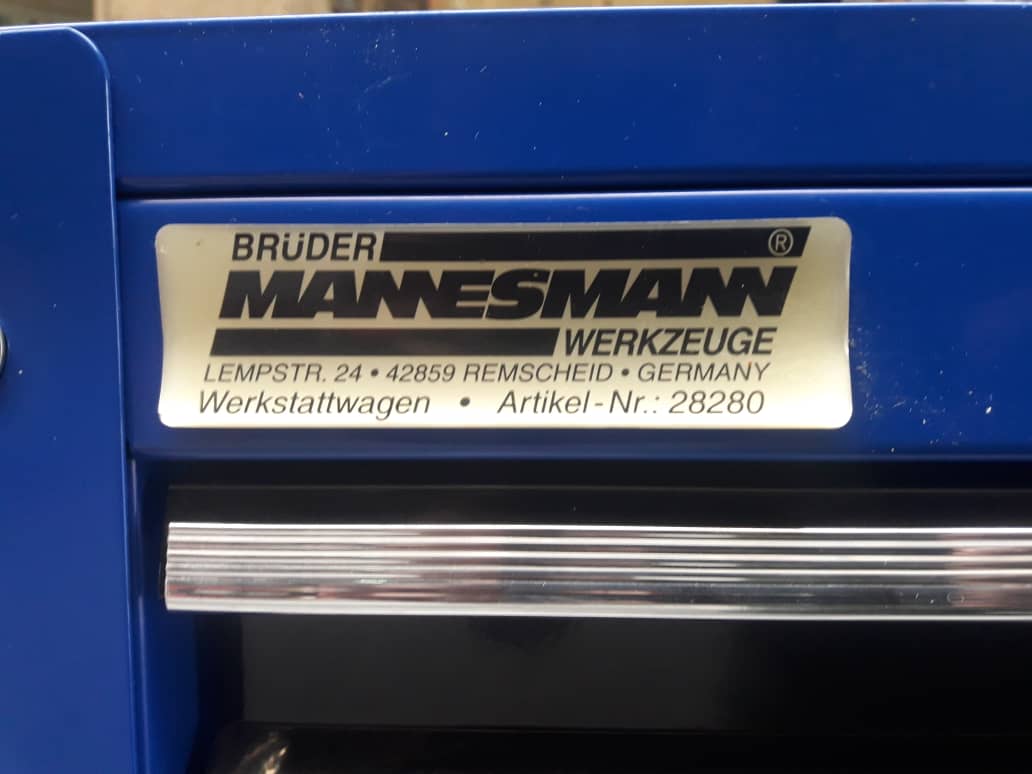 BRÜDER ®
MANNESMANN
WERKZEUGE
LEMPSTR. 24 • 42859 REMSCHEID • GERMANY
Werkstattwagen • Artikel-Nr.: 28280